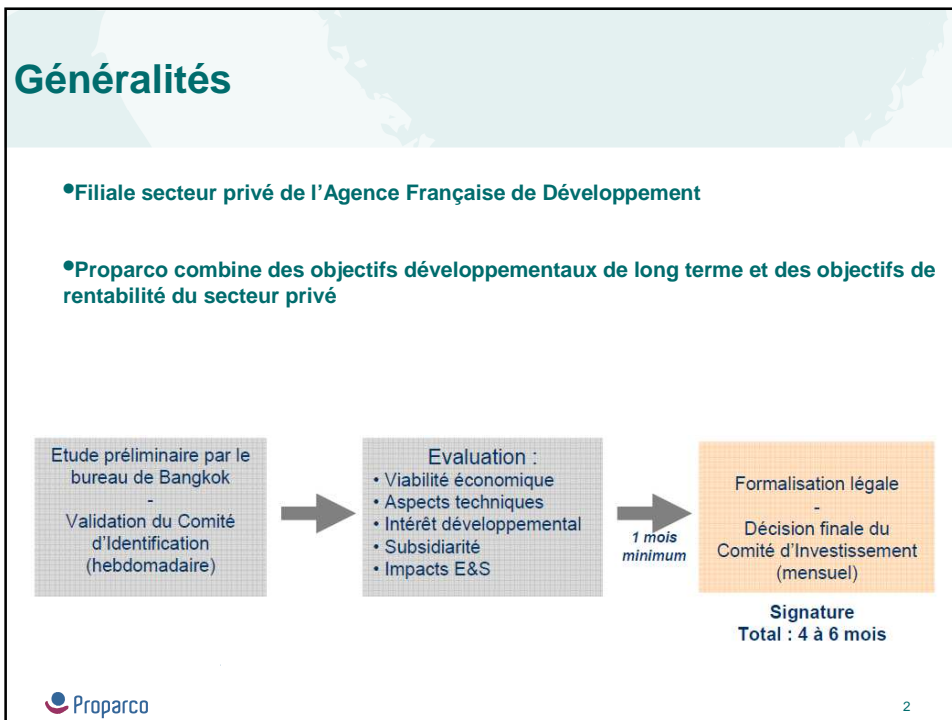 Généralités
•Filiale secteur privé de l'Agence Française de Développement
•Proparco combine des objectifs développementaux de long terme et des objectifs de
rentabilité du secteur privé
Etude préliminaire par le
bureau de Bangkok
-
Validation du Comité
d'Identification
(hebdomadaire)
Evaluation :
• Viabilité économique
• Aspects techniques
• Intérêt développemental
• Subsidiarité
• Impacts E&S
1 mois
minimum
Formalisation légale
-
Décision finale du
Comité d'Investissement
(mensuel)
Signature
Total : 4 à 6 mois
Proparco
2